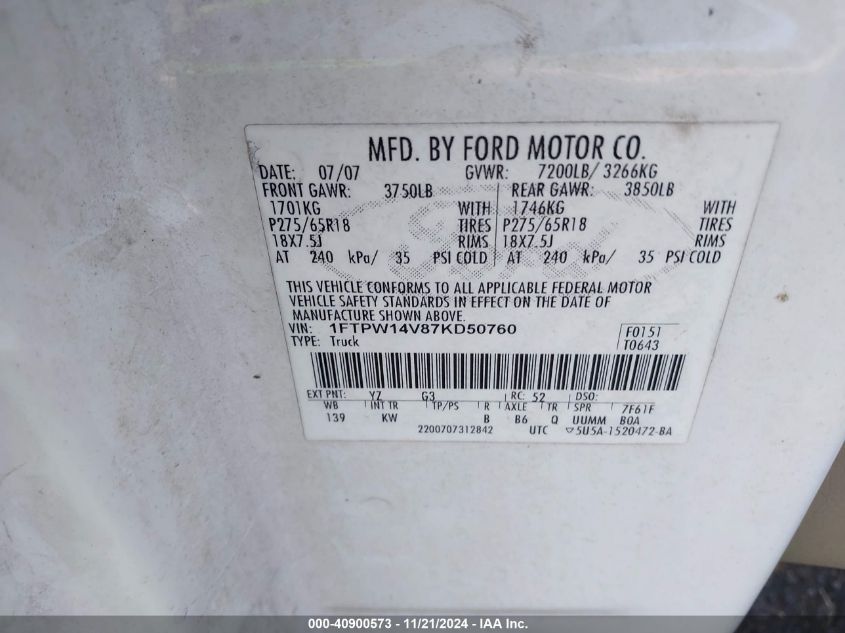 MFD. BY FORD MOTOR CO.
DATE: 07/07 GVWR: 7200LB/ 3266KG
FRONT GAWR: 3750LB REAR GAWR: 3850LB
1701KG WITH 1746KG WITH
P275/65R18 TIRES P275/65R18 TIRES
18X7.5J RIMS 18X7.5J RIMS
AT 240 kPa/ 35 PSI COLD AT 240 kPa/ 35 PSI COLD
THIS VEHICLE CONFORMS TO ALL APPLICABLE FEDERAL MOTOR
VEHICLE SAFETY STANDARDS IN EFFECT ON THE DATE OF
MANUFACTURE SHOWN ABOVE.
VIN: 1FTPW14V87KD50760 F0151
TYPE: Truck T0643
EXT PNT: YZ G3 RC: 52 DSO:
WB INT TR TP/PS R AXLE TR SPR 7F61F
139 KW B B6 Q UUMM B0A
2200707312842 UTC 5U5A-1520472-BA
000-40900573 - 11/21/2024 - IAA Inc.